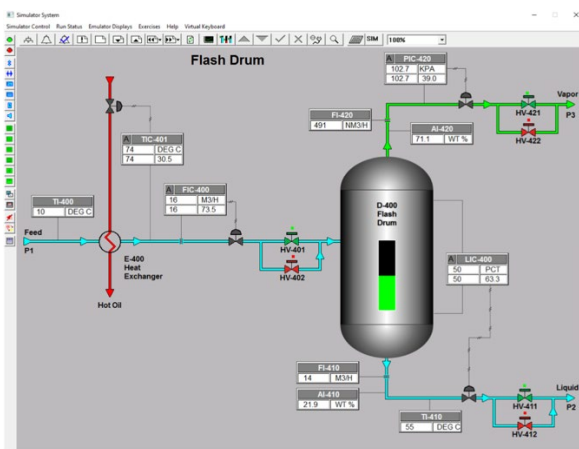 Simulator System
Simulator Control Run Status Emulator Displays Exercises Help Virtual Keyboard
SIM 100%
Flash Drum
A PIC-420
102.7 KPA
102.7 39.0
Vapor
P3
HV-421
HV-422
FI-420
491 NM3/H
AI-420
71.1 WT %
A TIC-401
74 DEG C
74 30.5
A FIC-400
16 M3/H
16 73.5
TI-400
10 DEG C
Feed
P1
E-400
Heat
Exchanger
Hot Oil
HV-401
HV-402
D-400
Flash
Drum
A LIC-400
50 PCT
50 63.3
FI-410
14 M3/H
AI-410
21.9 WT %
TI-410
55 DEG C
Liquid
P2
HV-411
HV-412